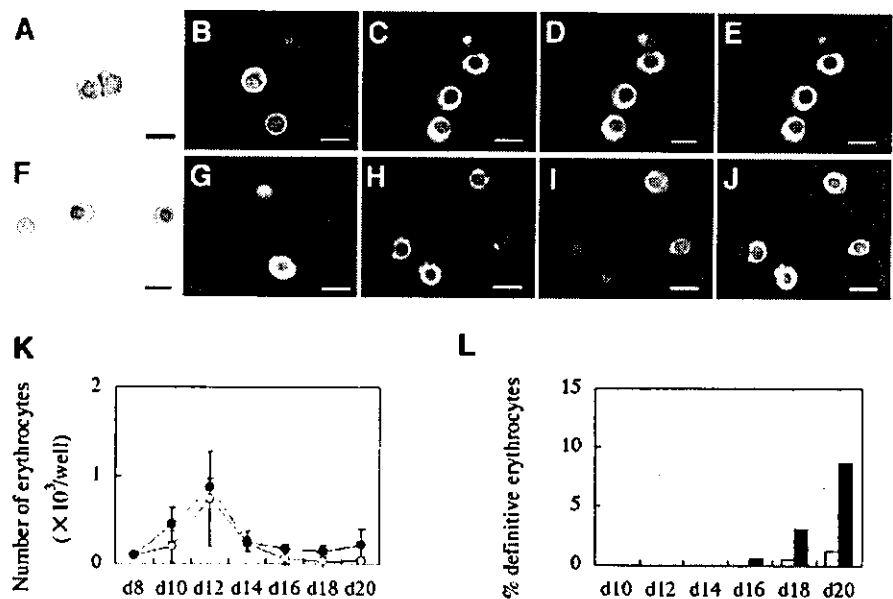 A B C D E
F G H I J
K L
Number of erythrocytes
(×10³/well)
2
1
0
d8 d10 d12 d14 d16 d18 d20
% definitive erythrocytes
15
10
5
0
d10 d12 d14 d16 d18 d20